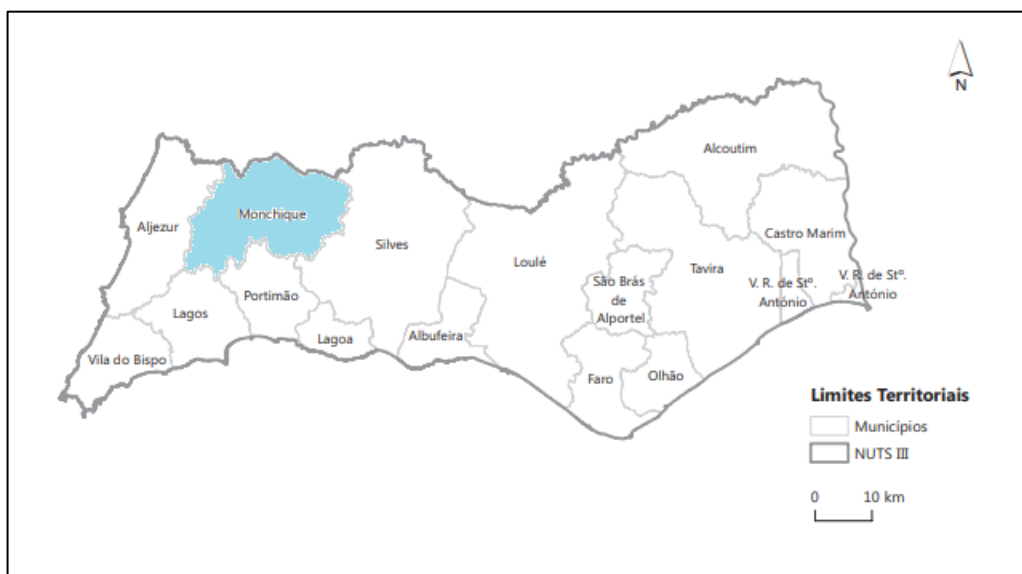 N
Alcoutim
Monchique
Aljezur
Castro Marim
Silves
Loulé
Tavira
São Brás
de
Alportel
V. R. de Stº.
António
V. R. de Stº.
António
Portimão
Lagos
Lagoa
Albufeira
Vila do Bispo
Faro
Olhão
Limites Territoriais
Municípios
NUTS III
0 10 km